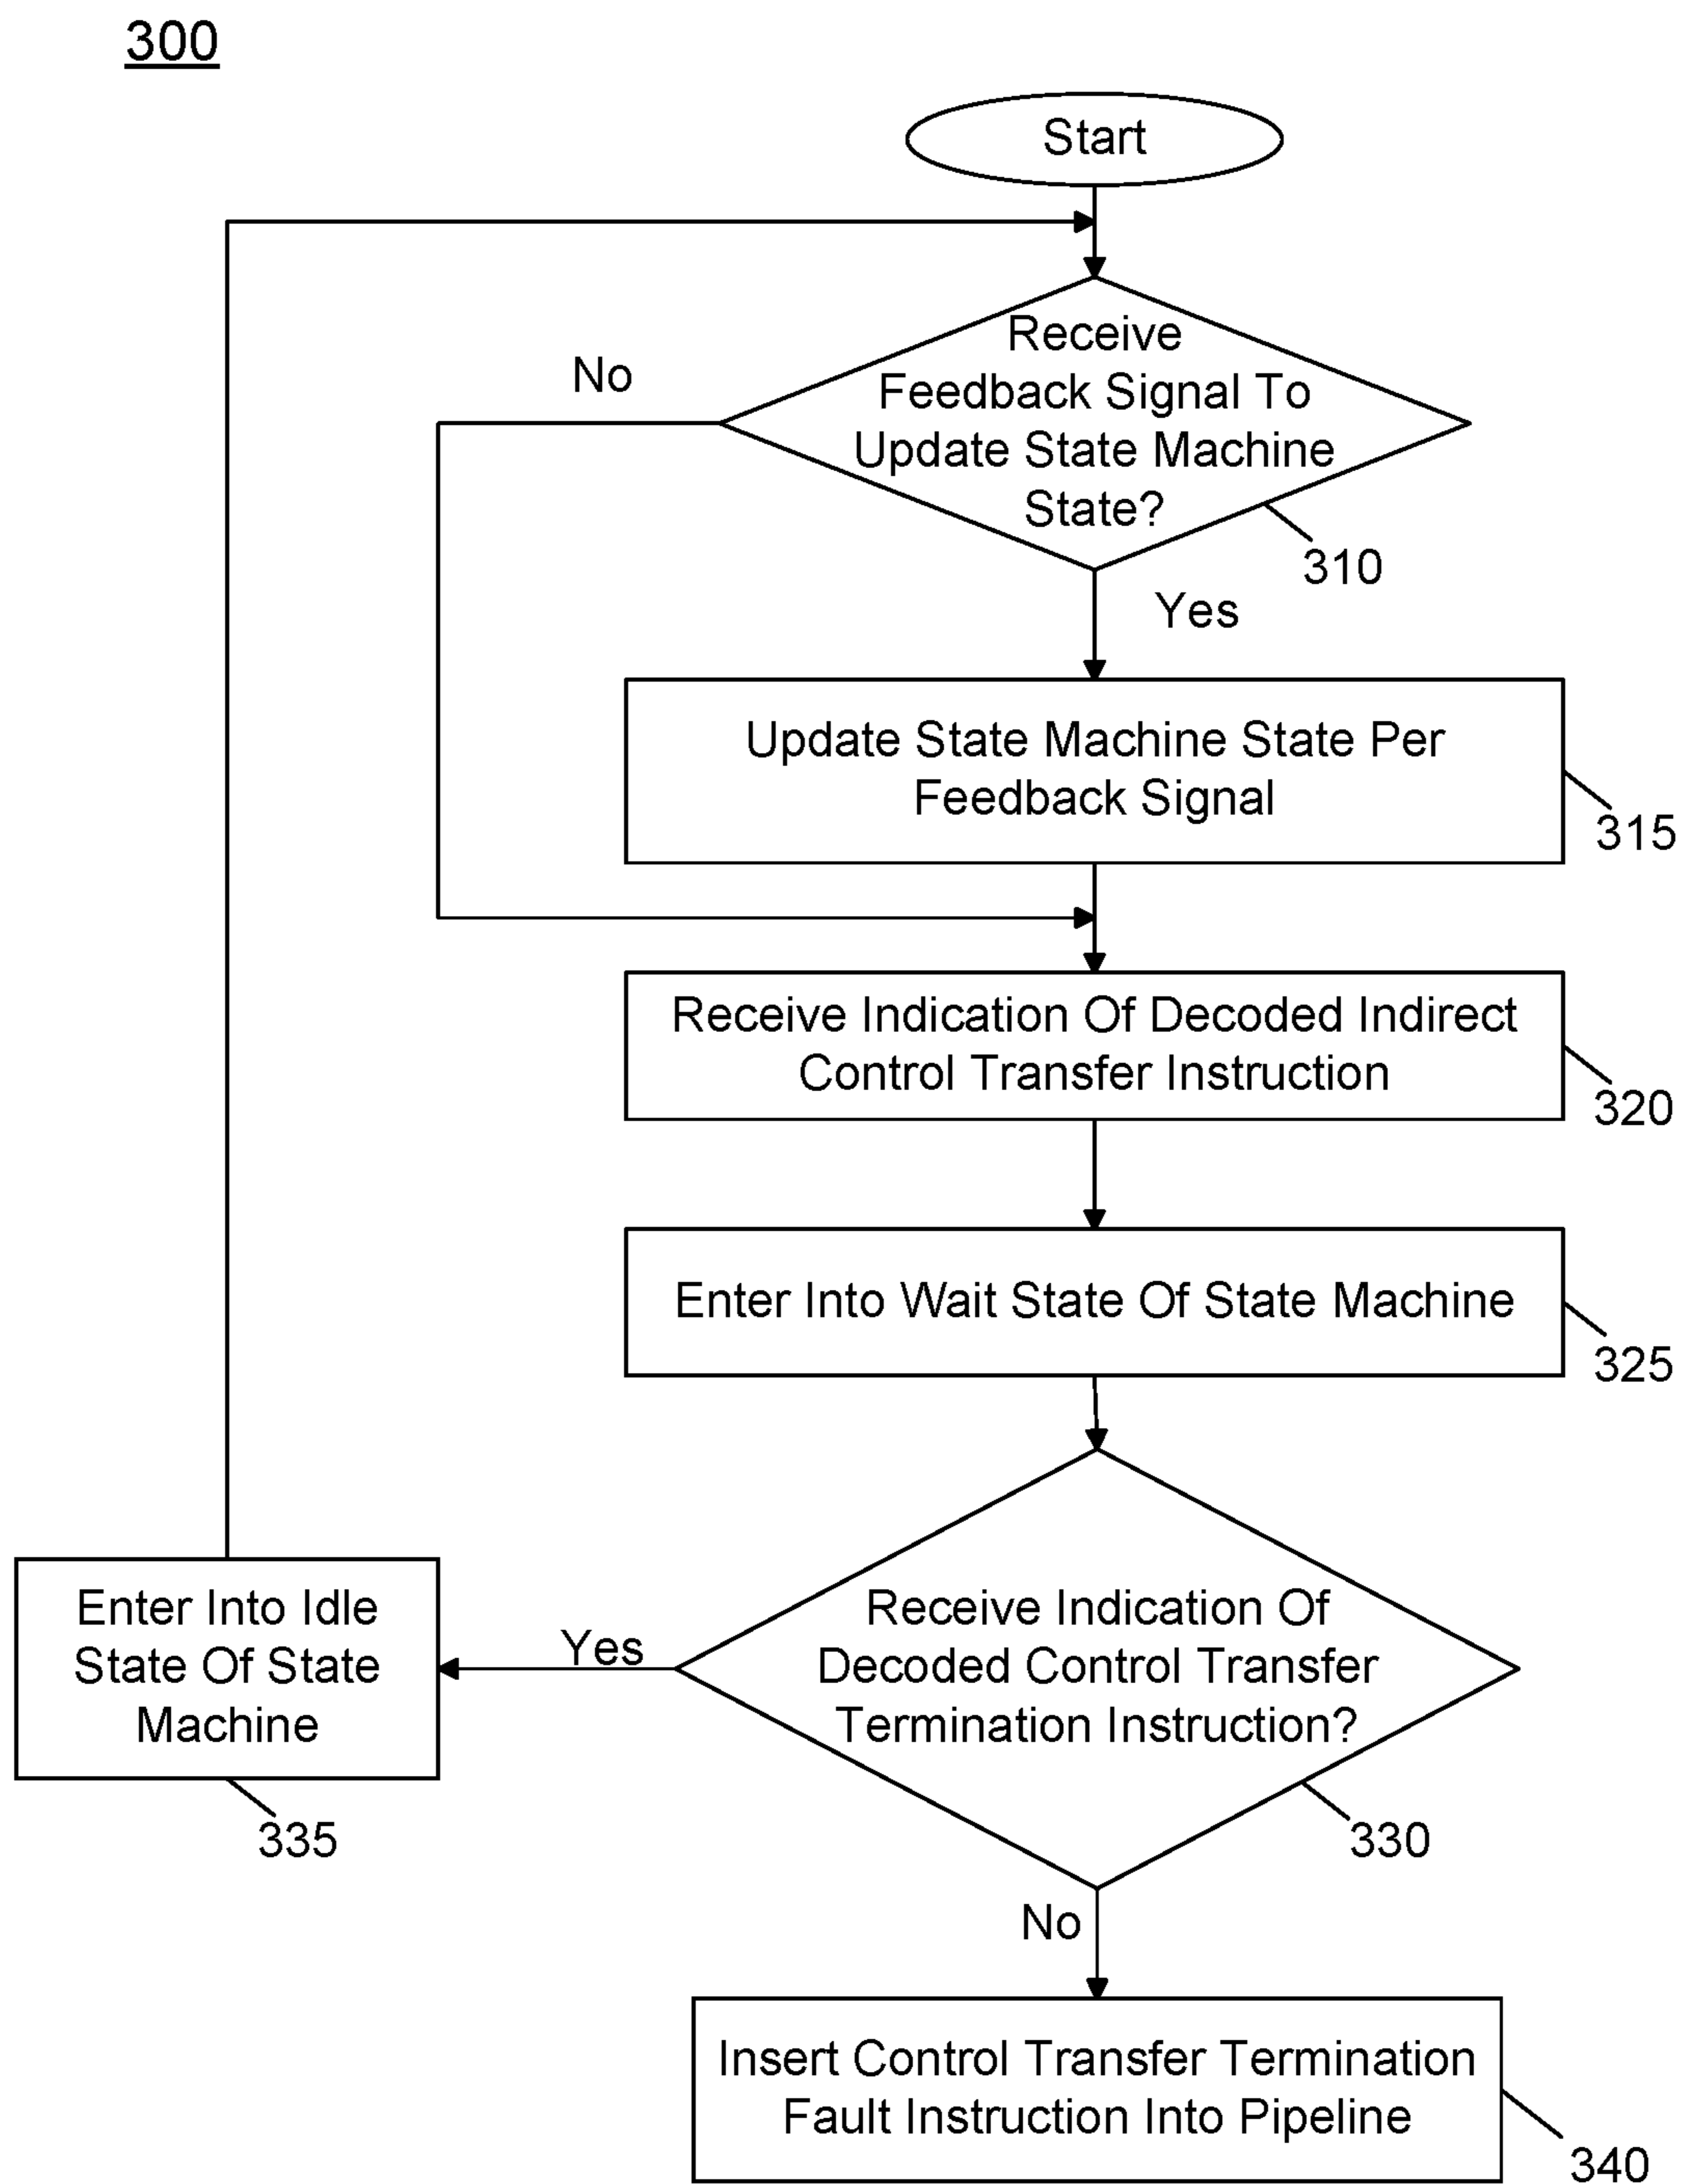 300
Start
Receive
Feedback Signal To
Update State Machine
State?
No
310
Yes
Update State Machine State Per
Feedback Signal
315
Receive Indication Of Decoded Indirect
Control Transfer Instruction
320
Enter Into Wait State Of State Machine
325
Receive Indication Of
Decoded Control Transfer
Termination Instruction?
330
Yes
Enter Into Idle
State Of State
Machine
335
No
Insert Control Transfer Termination
Fault Instruction Into Pipeline
340